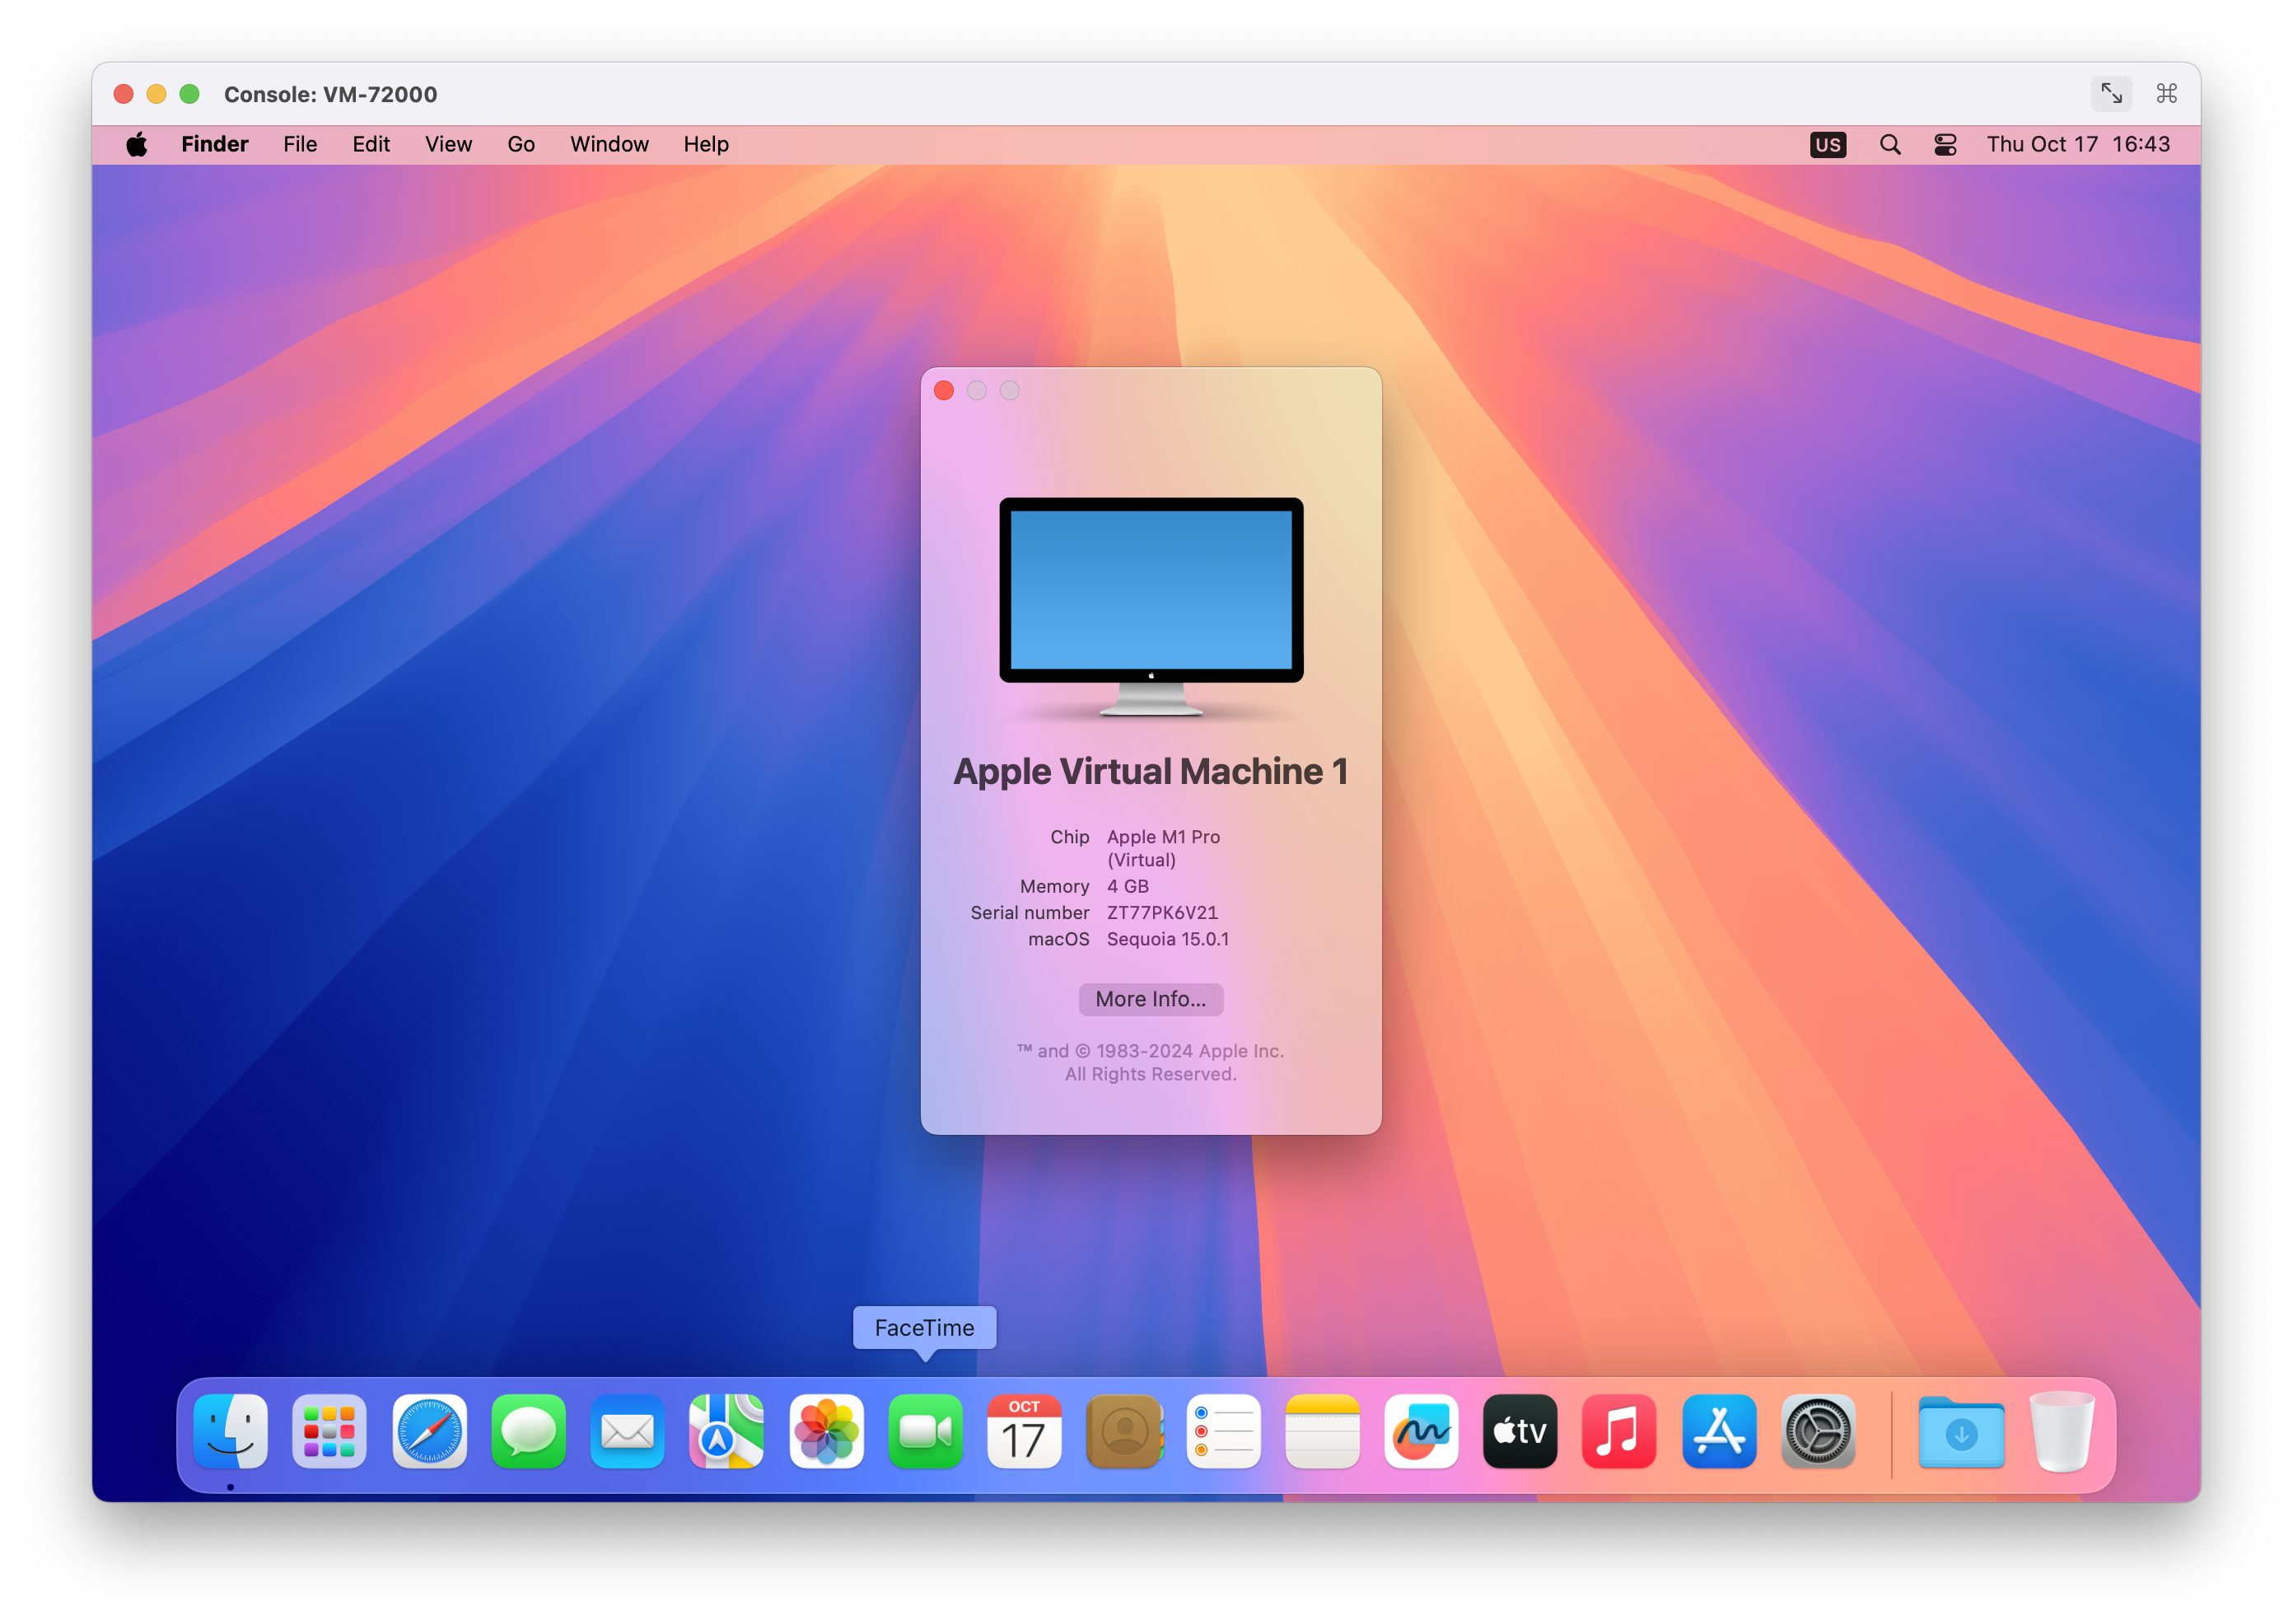 Console: VM-72000
Finder File Edit View Go Window Help US Thu Oct 17 16:43
Apple Virtual Machine 1
Chip Apple M1 Pro
(Virtual)
Memory 4 GB
Serial number ZT77PK6V21
macOS Sequoia 15.0.1
More Info...
™ and © 1983-2024 Apple Inc.
All Rights Reserved.
FaceTime
OCT
17
tv